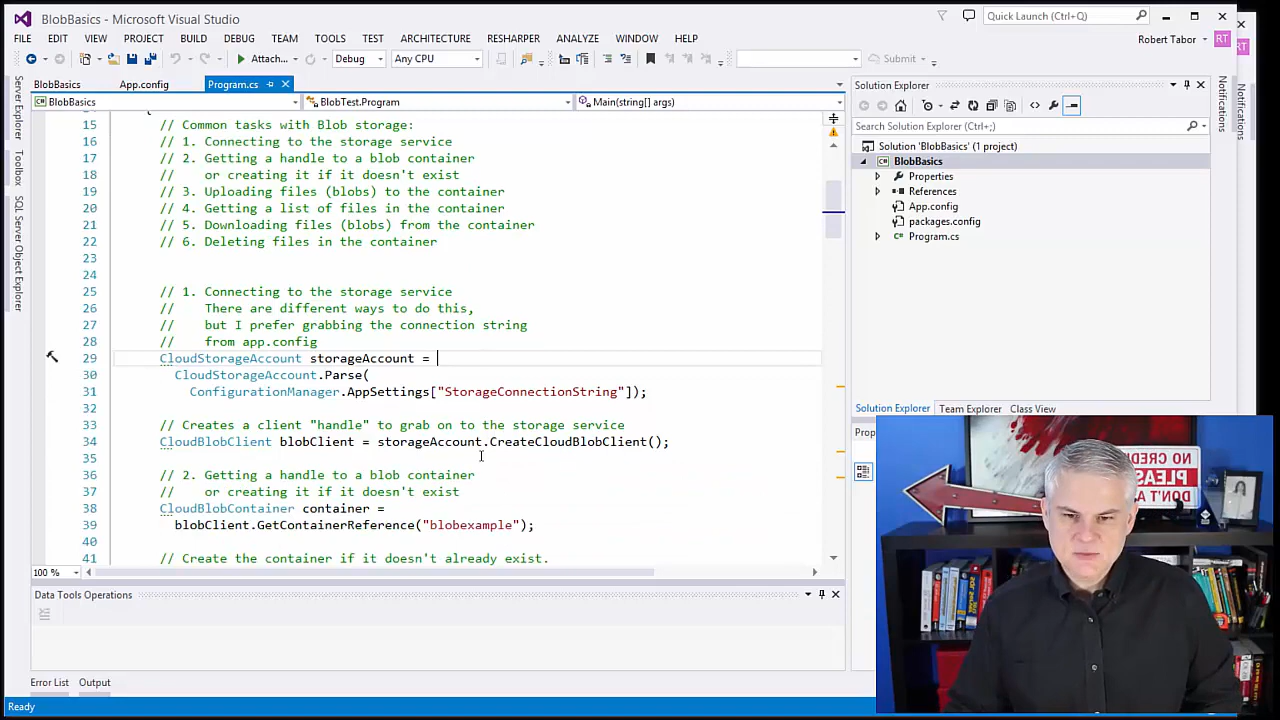 BlobBasics - Microsoft Visual Studio
Quick Launch (Ctrl+Q)
FILE EDIT VIEW PROJECT BUILD DEBUG TEAM TOOLS TEST ARCHITECTURE RESHARPER ANALYZE WINDOW HELP
Robert Tabor RT
Attach... Debug Any CPU Submit
BlobBasics App.config Program.cs
BlobBasics BlobTest.Program Main(string[] args)
Server Explorer
Toolbox
SQL Server Object Explorer
15 // Common tasks with Blob storage:
16 // 1. Connecting to the storage service
17 // 2. Getting a handle to a blob container
18 // or creating it if it doesn't exist
19 // 3. Uploading files (blobs) to the container
20 // 4. Getting a list of files in the container
21 // 5. Downloading files (blobs) from the container
22 // 6. Deleting files in the container
23
24
25 // 1. Connecting to the storage service
26 // There are different ways to do this,
27 // but I prefer grabbing the connection string
28 // from app.config
29 CloudStorageAccount storageAccount =
30 CloudStorageAccount.Parse(
31 ConfigurationManager.AppSettings["StorageConnectionString"]);
32
33 // Creates a client "handle" to grab on to the storage service
34 CloudBlobClient blobClient = storageAccount.CreateCloudBlobClient();
35
36 // 2. Getting a handle to a blob container
37 // or creating it if it doesn't exist
38 CloudBlobContainer container =
39 blobClient.GetContainerReference("blobexample");
40
41 // Create the container if it doesn't already exist.
100 %
Data Tools Operations
Error List Output
Ready
Solution Explorer
Search Solution Explorer (Ctrl+;)
Solution 'BlobBasics' (1 project)
BlobBasics
Properties
References
App.config
packages.config
Program.cs
Solution Explorer Team Explorer Class View
Notifications
Notifications
RT
NO CRED
PLEAS
DON'T A